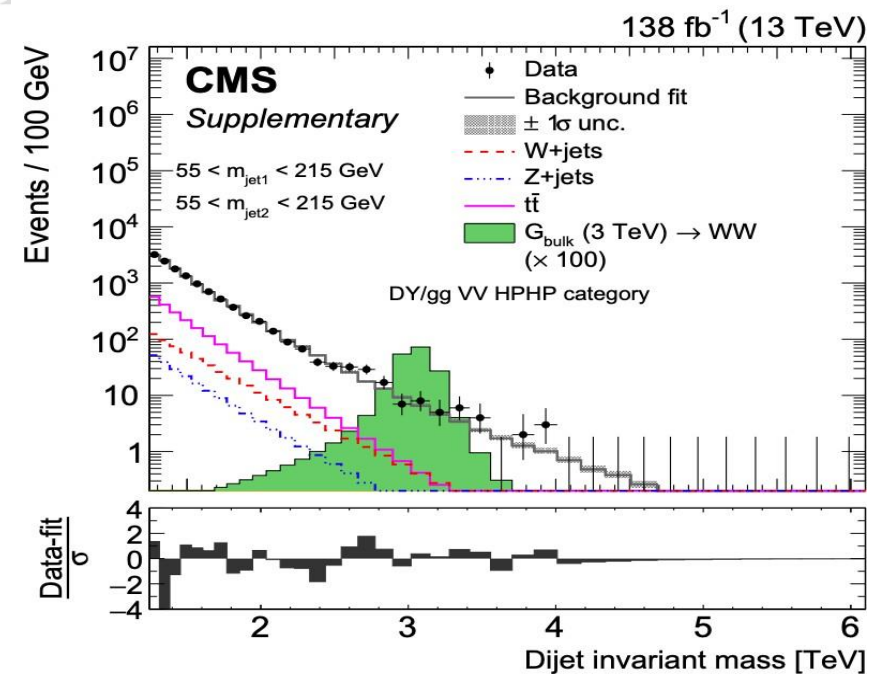 138 fb⁻¹ (13 TeV)
CMS
Supplementary
55 < m_jet1 < 215 GeV
55 < m_jet2 < 215 GeV
Data
Background fit
± 1σ unc.
W+jets
Z+jets
tt̄
G_bulk (3 TeV) → WW
(× 100)
DY/gg VV HPHP category
Events / 100 GeV
10⁷
10⁶
10⁵
10⁴
10³
10²
10
1
Data-fit
σ
4
2
0
−2
−4
2 3 4 5 6
Dijet invariant mass [TeV]